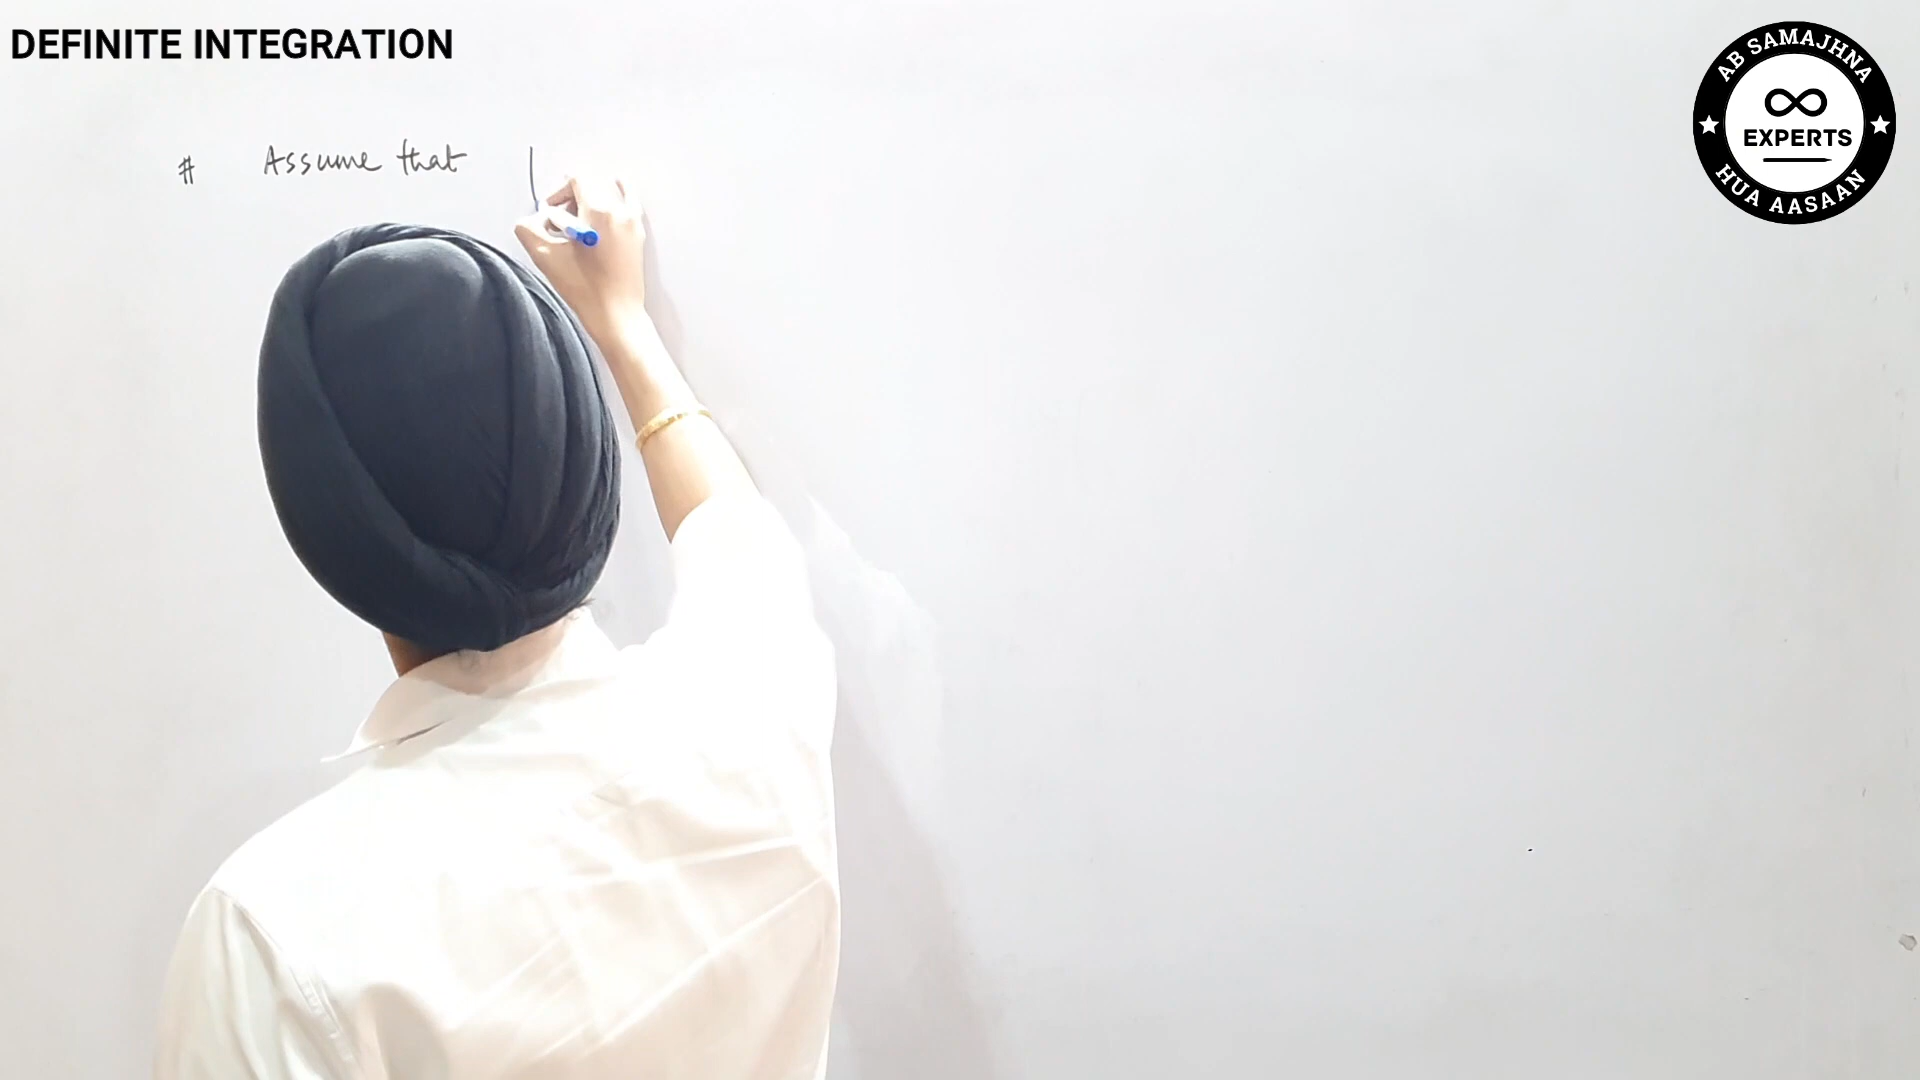 DEFINITE INTEGRATION
# Assume that
AB SAMAJHNA
EXPERTS
HUA AASAAN